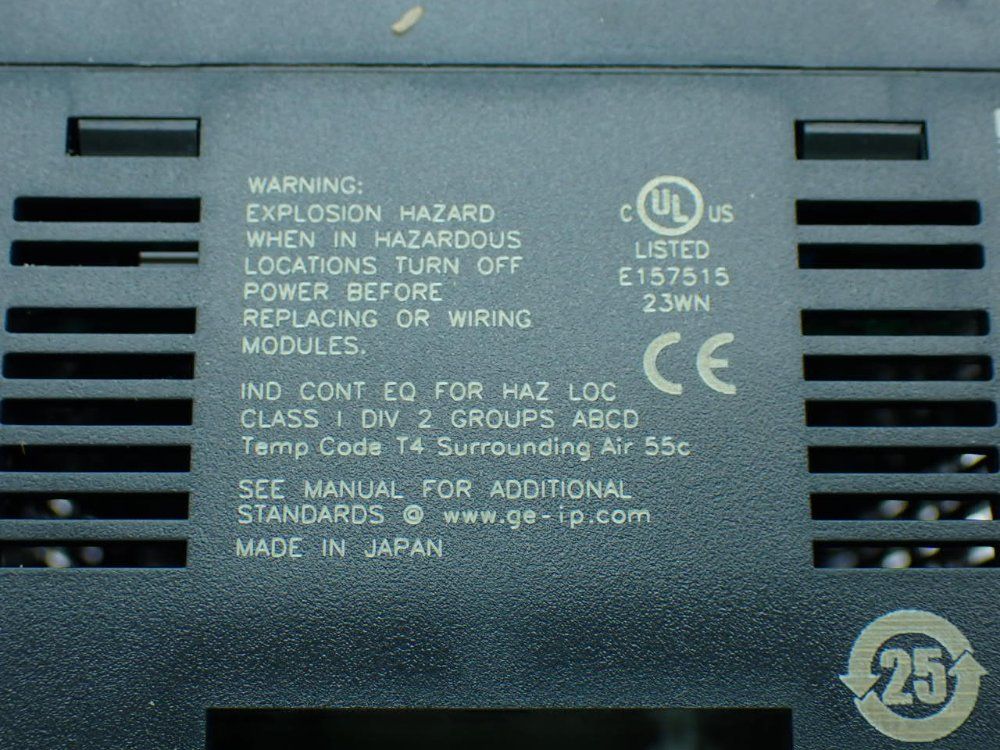 WARNING:
EXPLOSION HAZARD
WHEN IN HAZARDOUS
LOCATIONS TURN OFF
POWER BEFORE
REPLACING OR WIRING
MODULES.
IND CONT EQ FOR HAZ LOC
CLASS I DIV 2 GROUPS ABCD
Temp Code T4 Surrounding Air 55c
SEE MANUAL FOR ADDITIONAL
STANDARDS © www.ge-ip.com
MADE IN JAPAN
C UL US
LISTED
E157515
23WN
CE
25